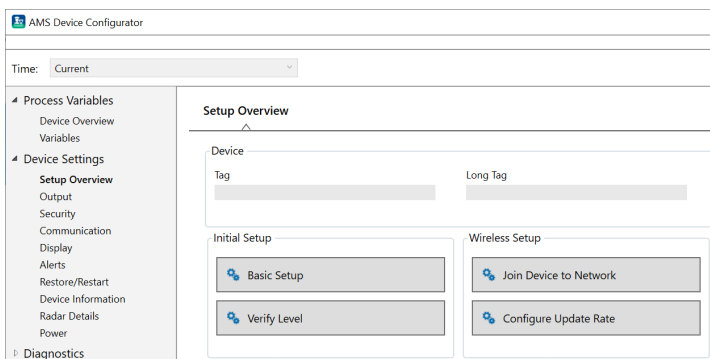 AMS Device Configurator
Time: Current
Process Variables
Device Overview
Variables
Device Settings
Setup Overview
Output
Security
Communication
Display
Alerts
Restore/Restart
Device Information
Radar Details
Power
Diagnostics
Setup Overview
Device
Tag Long Tag
Initial Setup
Basic Setup
Verify Level
Wireless Setup
Join Device to Network
Configure Update Rate